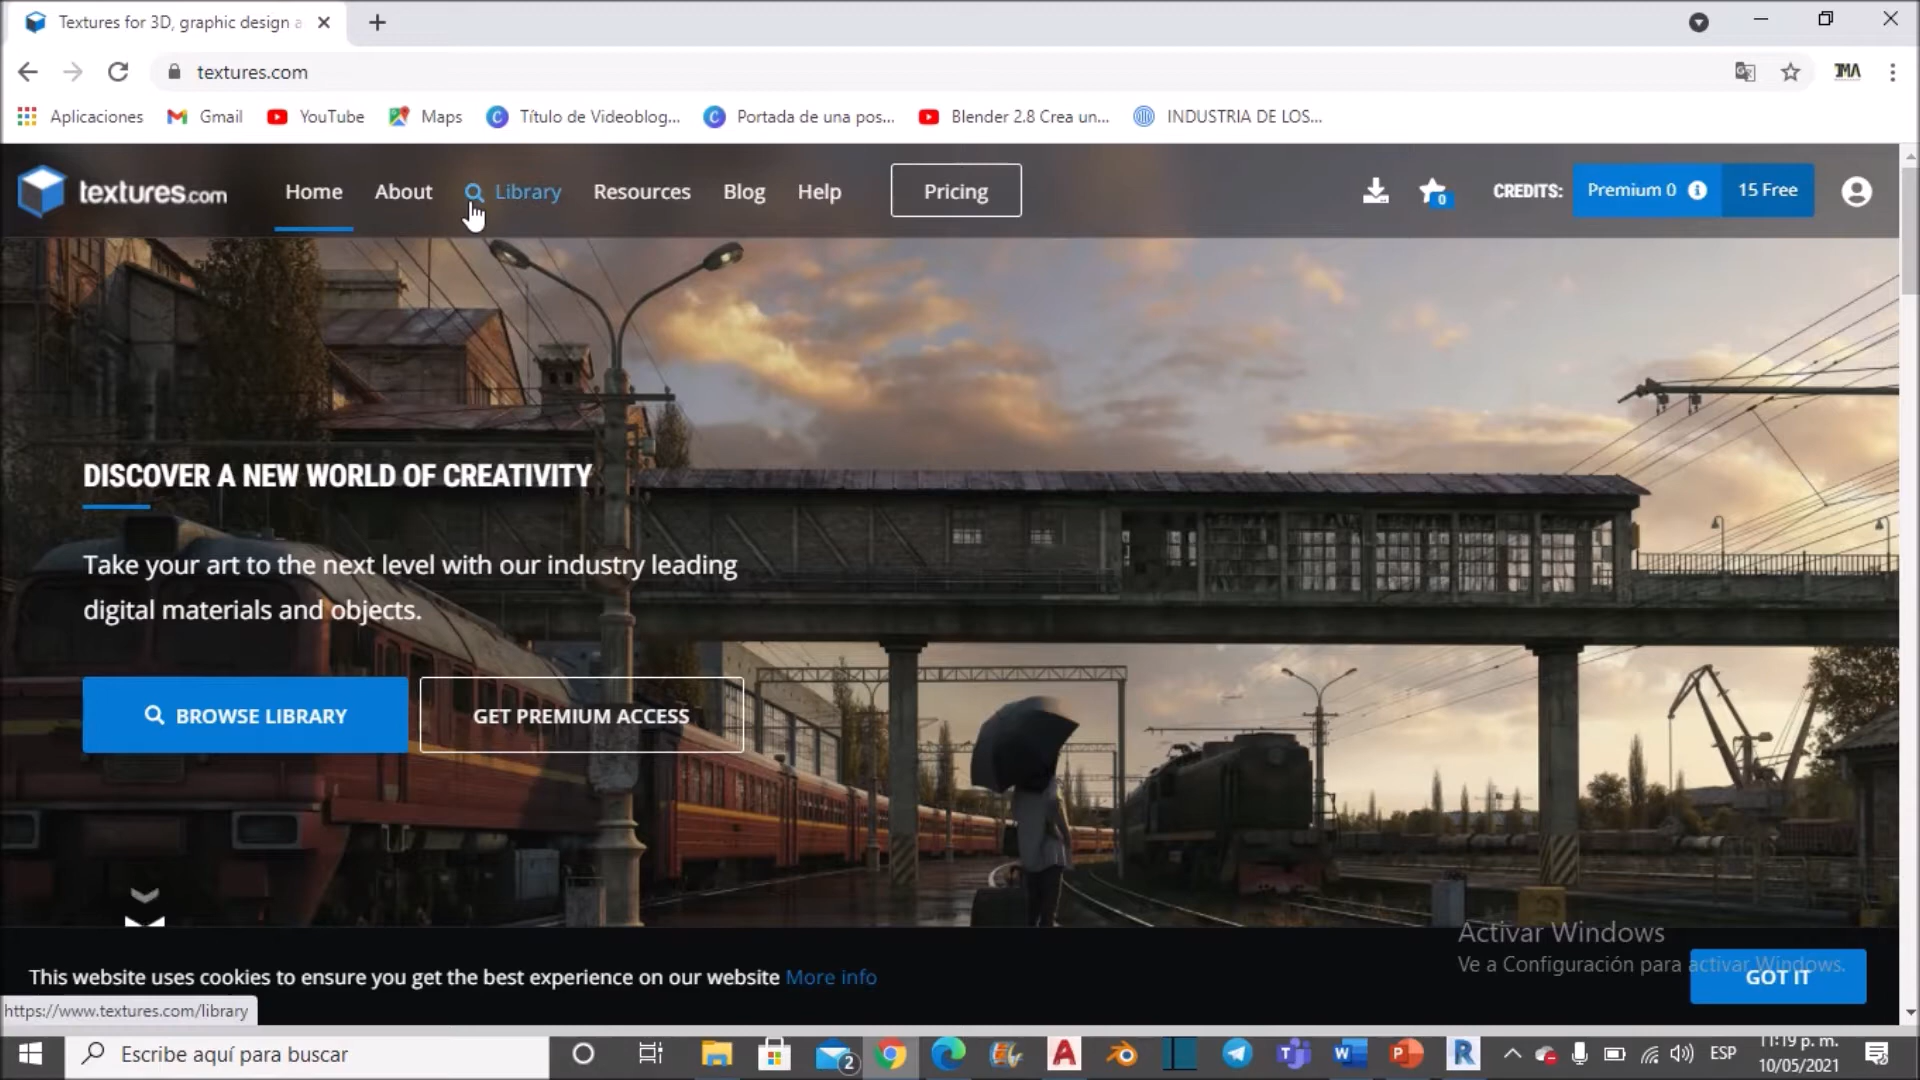 Textures for 3D, graphic design a
textures.com
Aplicaciones Gmail YouTube Maps Título de Videoblog... Portada de una pos... Blender 2.8 Crea un... INDUSTRIA DE LOS...
textures.com Home About Library Resources Blog Help Pricing CREDITS: Premium 0 15 Free
0
DISCOVER A NEW WORLD OF CREATIVITY
Take your art to the next level with our industry leading
digital materials and objects.
BROWSE LIBRARY GET PREMIUM ACCESS
Activar Windows
Ve a Configuración para activar Windows.
This website uses cookies to ensure you get the best experience on our website More info GOT IT
https://www.textures.com/library
Escribe aquí para buscar 2 ESP 11:19 p. m.
10/05/2021